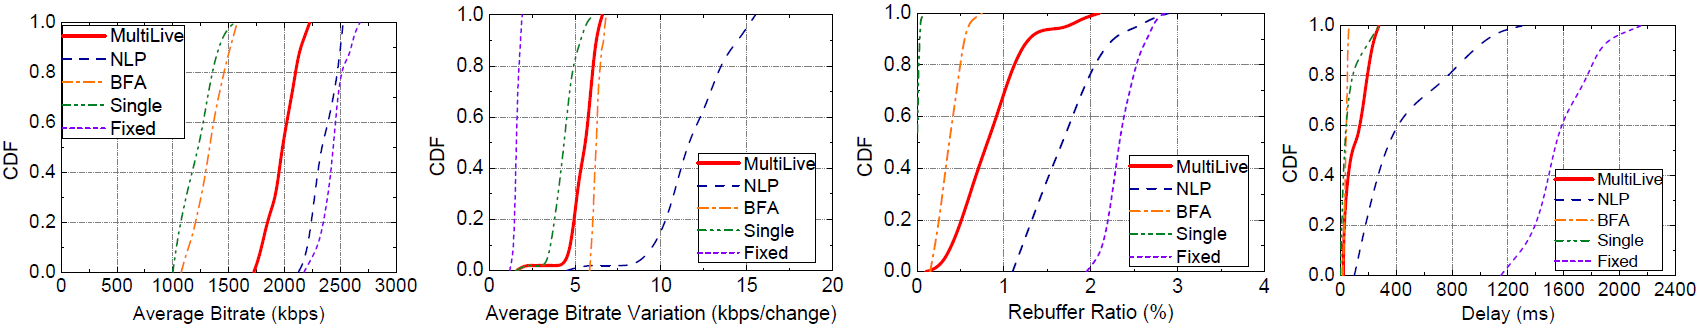 1.0
0.8
0.6
0.4
0.2
0.0
CDF
MultiLive
NLP
BFA
Single
Fixed
0 500 1000 1500 2000 2500 3000
Average Bitrate (kbps)
1.0
0.8
0.6
0.4
0.2
0.0
CDF
MultiLive
NLP
BFA
Single
Fixed
0 5 10 15 20
Average Bitrate Variation (kbps/change)
1.0
0.8
0.6
0.4
0.2
0.0
CDF
MultiLive
NLP
BFA
Single
Fixed
0 1 2 3 4
Rebuffer Ratio (%)
1.0
0.8
0.6
0.4
0.2
0.0
CDF
MultiLive
NLP
BFA
Single
Fixed
0 400 800 1200 1600 2000 2400
Delay (ms)